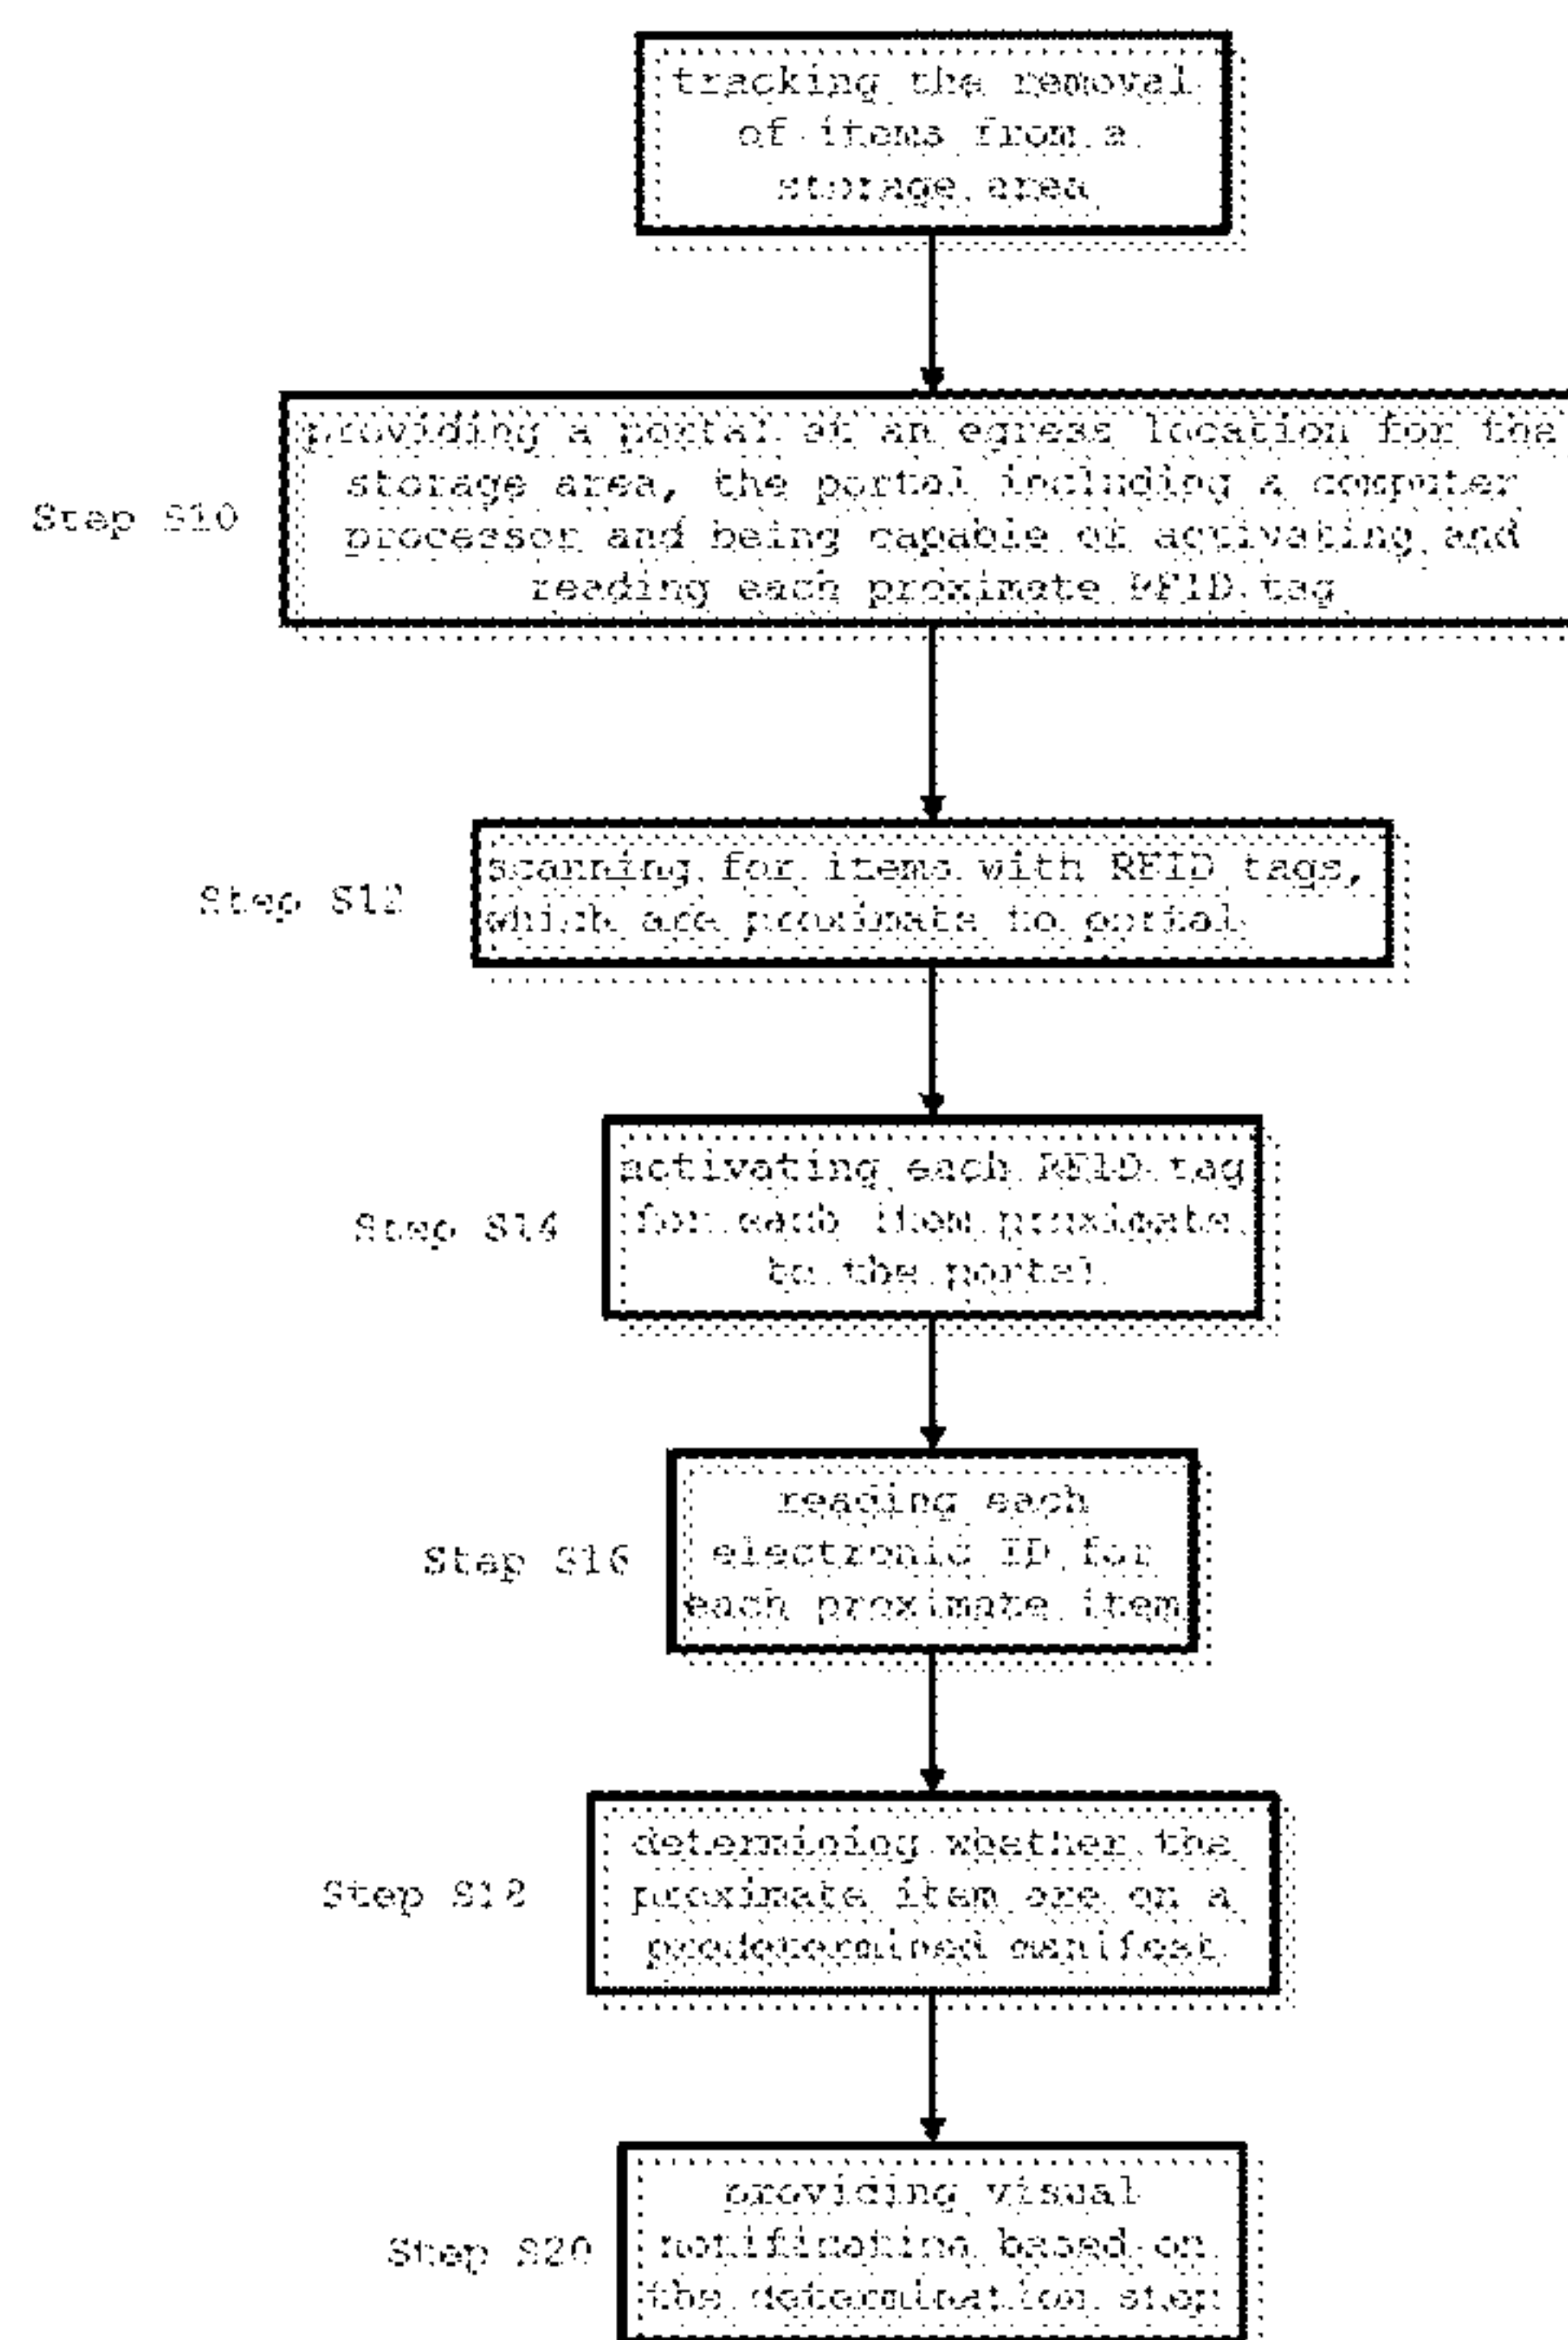 tracking the removal
of items from a
storage area
providing a portal at an egress location for the
storage area, the portal including a computer
processor and being capable of activating and
reading each proximate RFID tag
Step S10
scanning for items with RFID tags,
which are proximate to portal
Step S12
activating each RFID tag
for each item proximate
to the portal
Step S14
reading each
electronic ID for
each proximate item
Step S16
determining whether the
proximate item are on a
predetermined manifest
Step S18
providing visual
notification based on
the determination step
Step S20